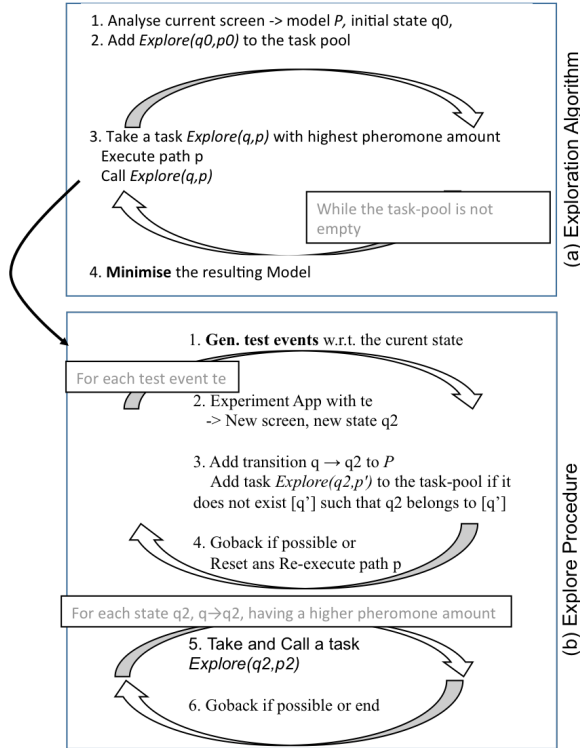 1. Analyse current screen -> model P, initial state q0,
2. Add Explore(q0,p0) to the task pool
3. Take a task Explore(q,p) with highest pheromone amount
Execute path p
Call Explore(q,p)
While the task-pool is not
empty
4. Minimise the resulting Model
(a) Exploration Algorithm
1. Gen. test events w.r.t. the curent state
For each test event te
2. Experiment App with te
-> New screen, new state q2
3. Add transition q → q2 to P
Add task Explore(q2,p') to the task-pool if it
does not exist [q'] such that q2 belongs to [q']
4. Goback if possible or
Reset ans Re-execute path p
For each state q2, q→q2, having a higher pheromone amount
5. Take and Call a task
Explore(q2,p2)
6. Goback if possible or end
(b) Explore Procedure